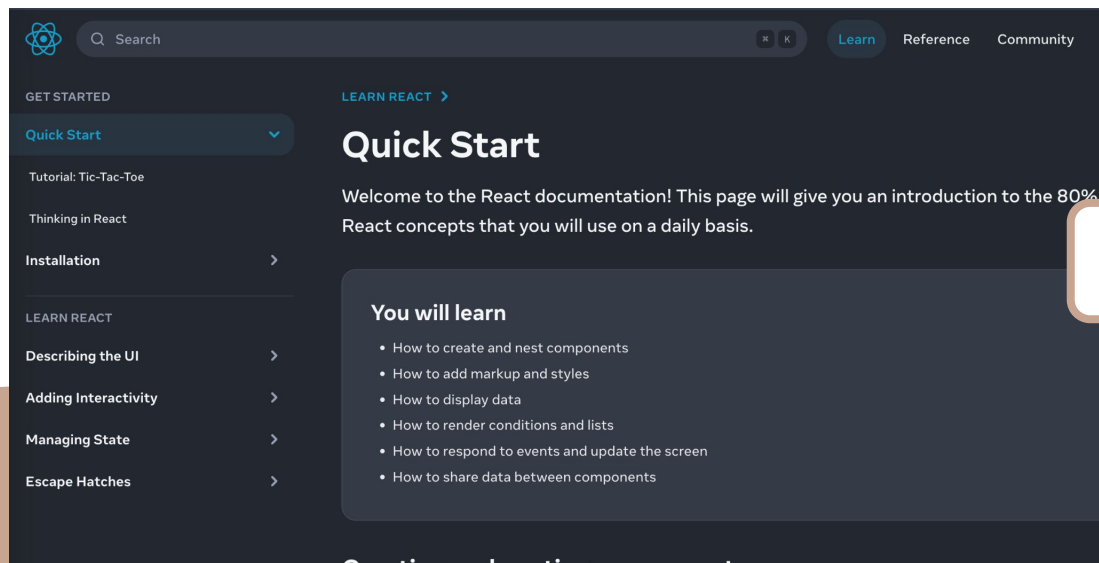 Search
⌘ K
Learn
Reference
Community
GET STARTED
Quick Start
Tutorial: Tic-Tac-Toe
Thinking in React
Installation
LEARN REACT
Describing the UI
Adding Interactivity
Managing State
Escape Hatches
LEARN REACT
Quick Start
Welcome to the React documentation! This page will give you an introduction to the 80%
React concepts that you will use on a daily basis.
You will learn
• How to create and nest components
• How to add markup and styles
• How to display data
• How to render conditions and lists
• How to respond to events and update the screen
• How to share data between components